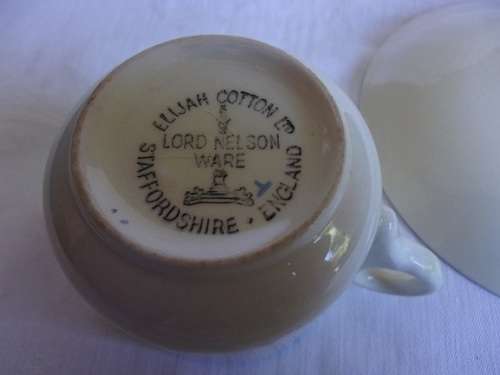 ELIJAH COTTON LTD
LORD NELSON
WARE
STAFFORDSHIRE · ENGLAND